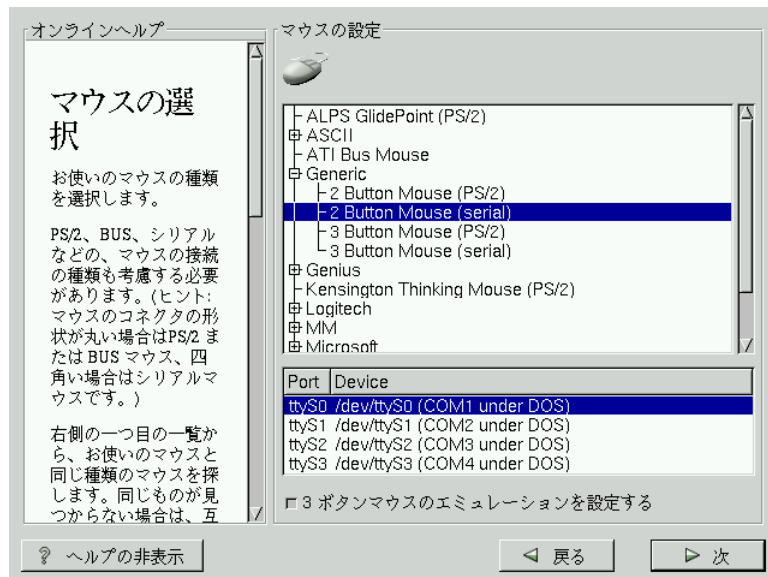 オンラインヘルプ
マウスの選
択
お使いのマウスの種類
を選択します。
PS/2、BUS、シリアル
などの、マウスの接続
の種類も考慮する必要
があります。(ヒント:
マウスのコネクタの形
状が丸い場合はPS/2 ま
たは BUS マウス、四
角い場合はシリアルマ
ウスです。)
右側の一つ目の一覧か
ら、お使いのマウスと
同じ種類のマウスを探
します。同じものが見
つからない場合は、互
マウスの設定
ALPS GlidePoint (PS/2)
ASCII
ATI Bus Mouse
Generic
2 Button Mouse (PS/2)
2 Button Mouse (serial)
3 Button Mouse (PS/2)
3 Button Mouse (serial)
Genius
Kensington Thinking Mouse (PS/2)
Logitech
MM
Microsoft
Port Device
ttyS0 /dev/ttyS0 (COM1 under DOS)
ttyS1 /dev/ttyS1 (COM2 under DOS)
ttyS2 /dev/ttyS2 (COM3 under DOS)
ttyS3 /dev/ttyS3 (COM4 under DOS)
3 ボタンマウスのエミュレーションを設定する
? ヘルプの非表示
戻る
次